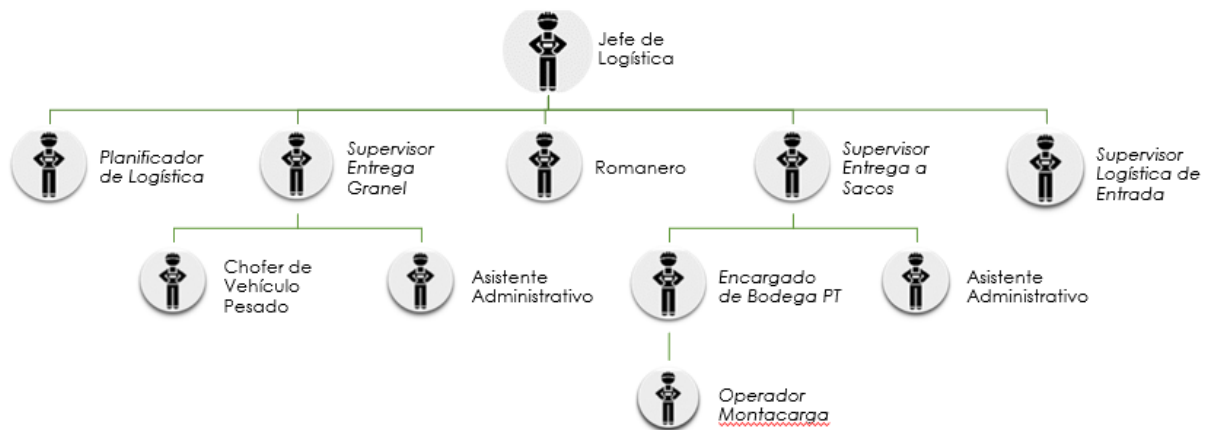 Jefe de
Logística
Planificador
de Logística
Supervisor
Entrega
Granel
Romanero
Supervisor
Entrega a
Sacos
Supervisor
Logística de
Entrada
Chofer de
Vehículo
Pesado
Asistente
Administrativo
Encargado
de Bodega PT
Asistente
Administrativo
Operador
Montacarga